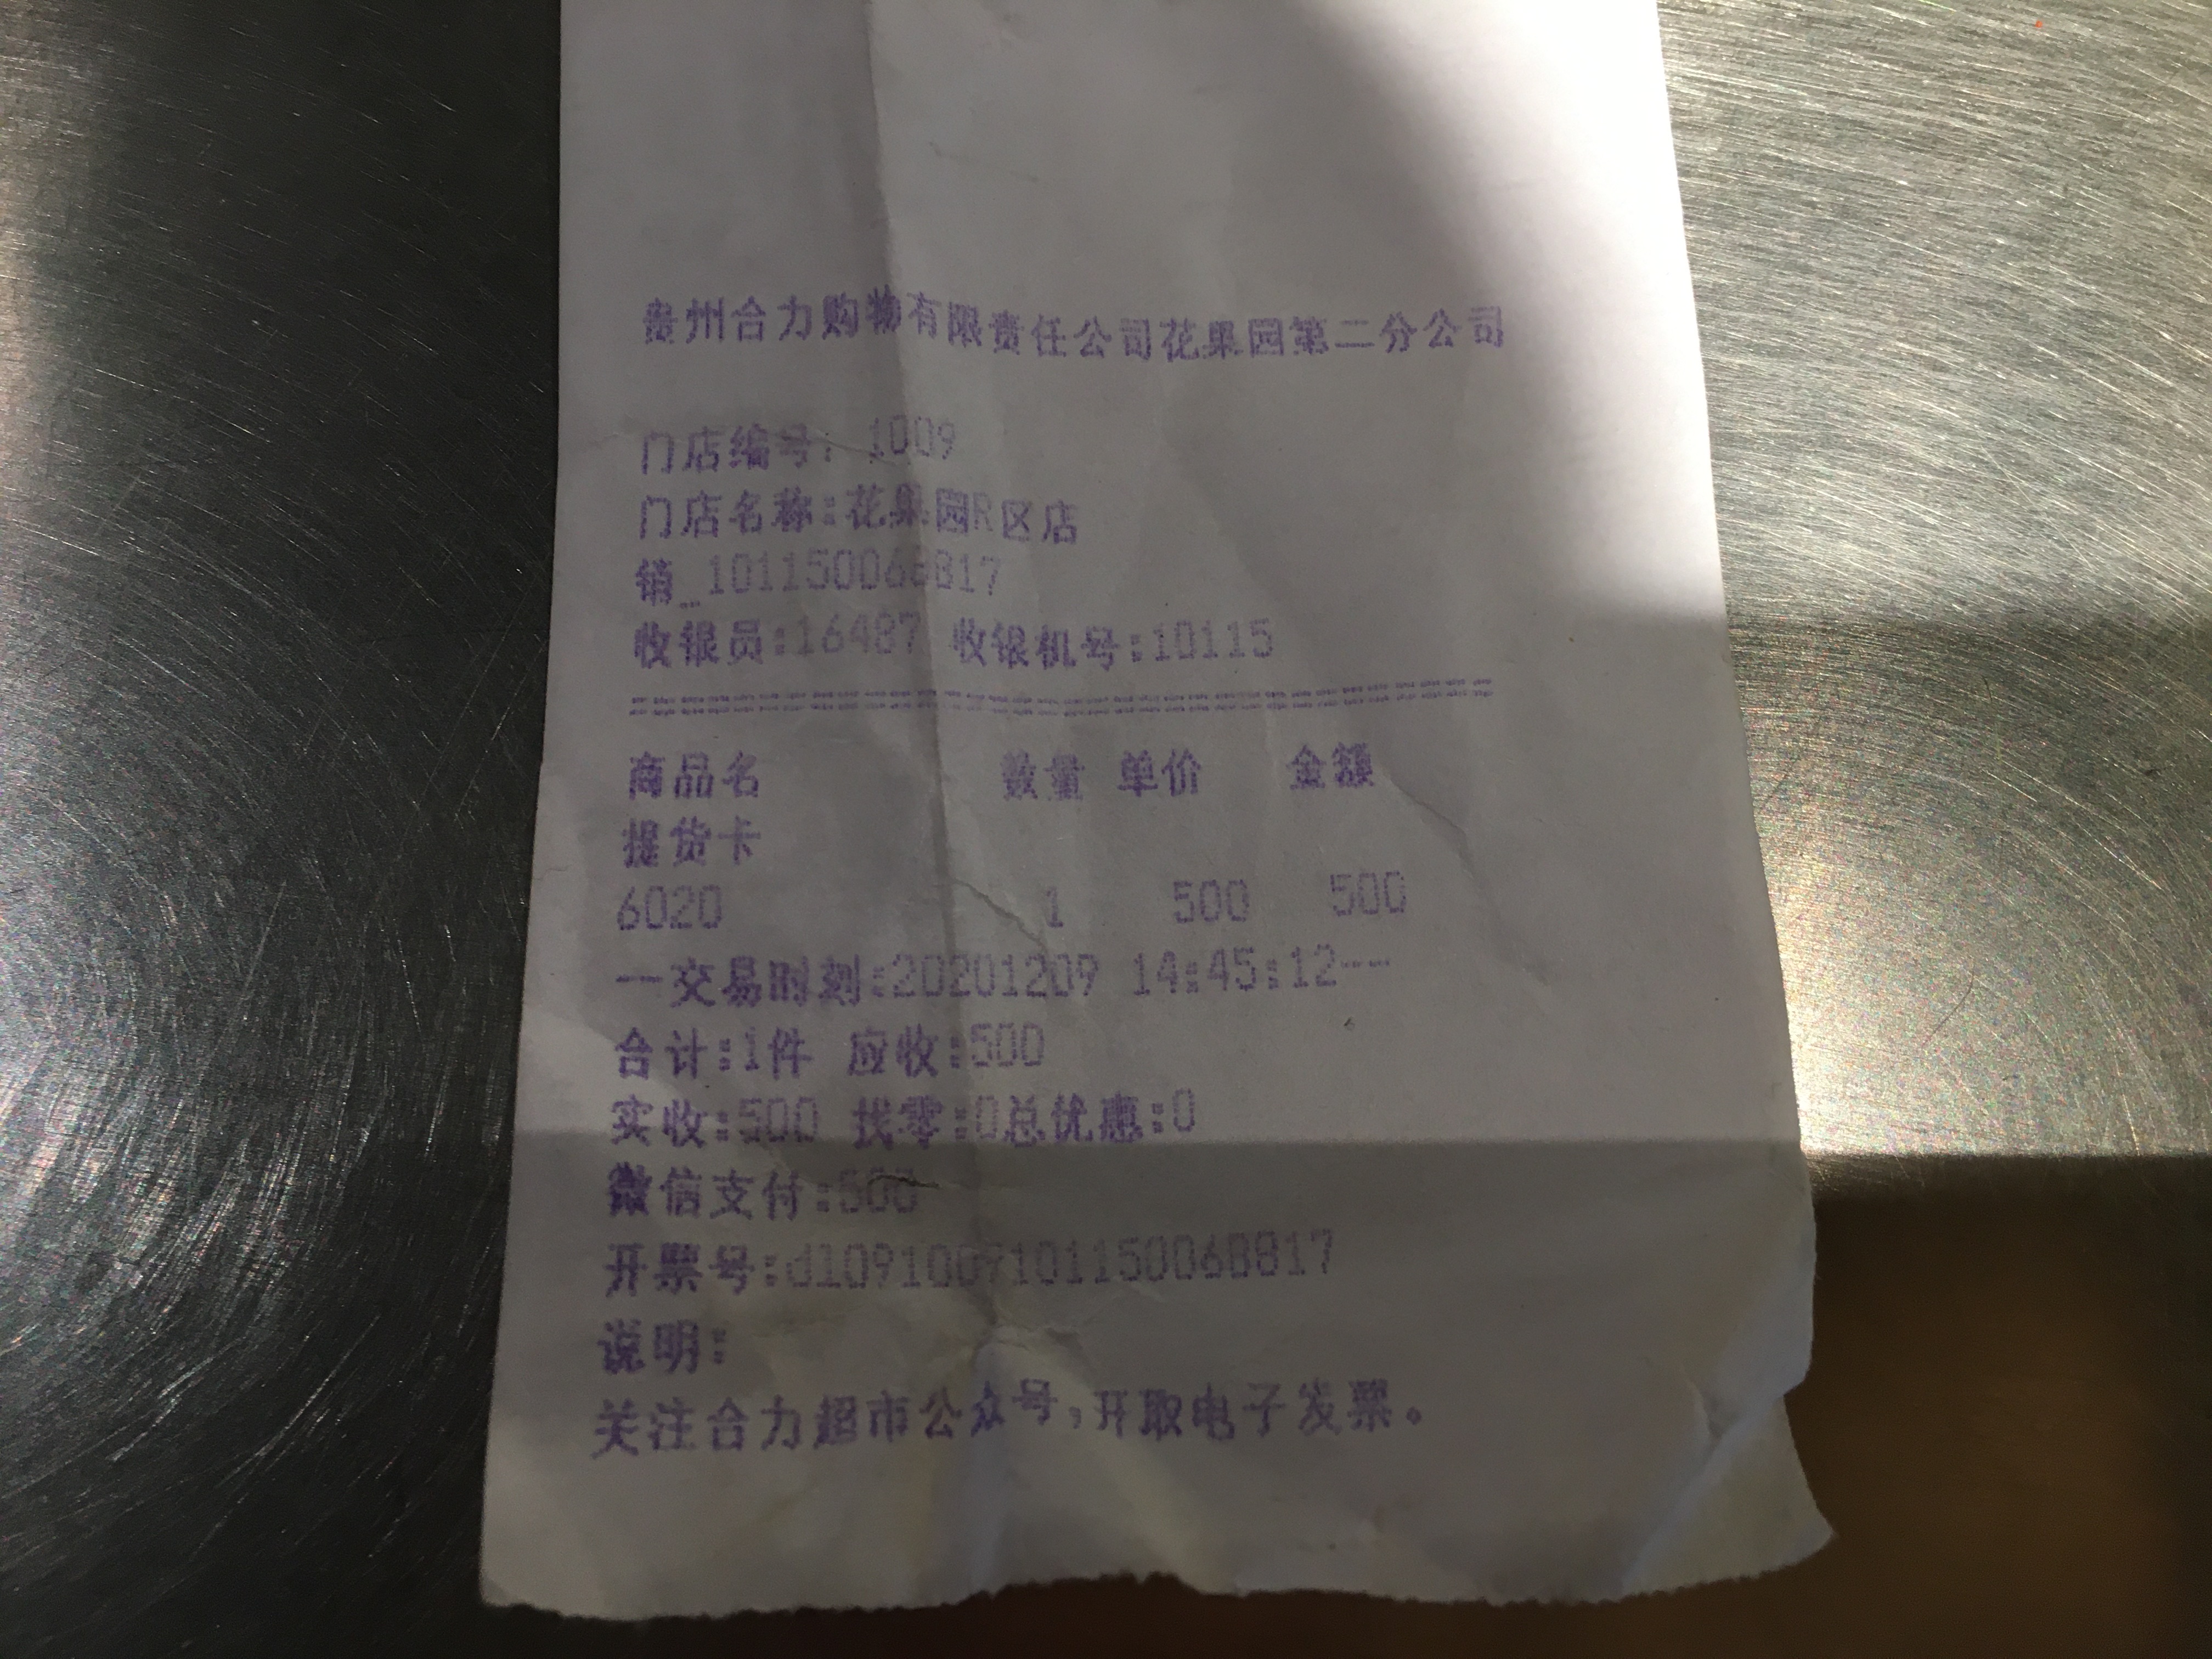 贵州合力购物有限责任公司花果园第二分公司
门店编号: 1009
门店名称:花果园R区店
销_101150068817
收银员:16487 收银机号:10115
==================================
商品名 数量 单价 金额
提货卡
6020 1 500 500
--交易时刻:20201209 14:45:12--
合计:1件 应收:500
实收:500 找零:0总优惠:0
微信支付:500
开票号:d1091009101150068817
说明:
关注合力超市公众号,开取电子发票。